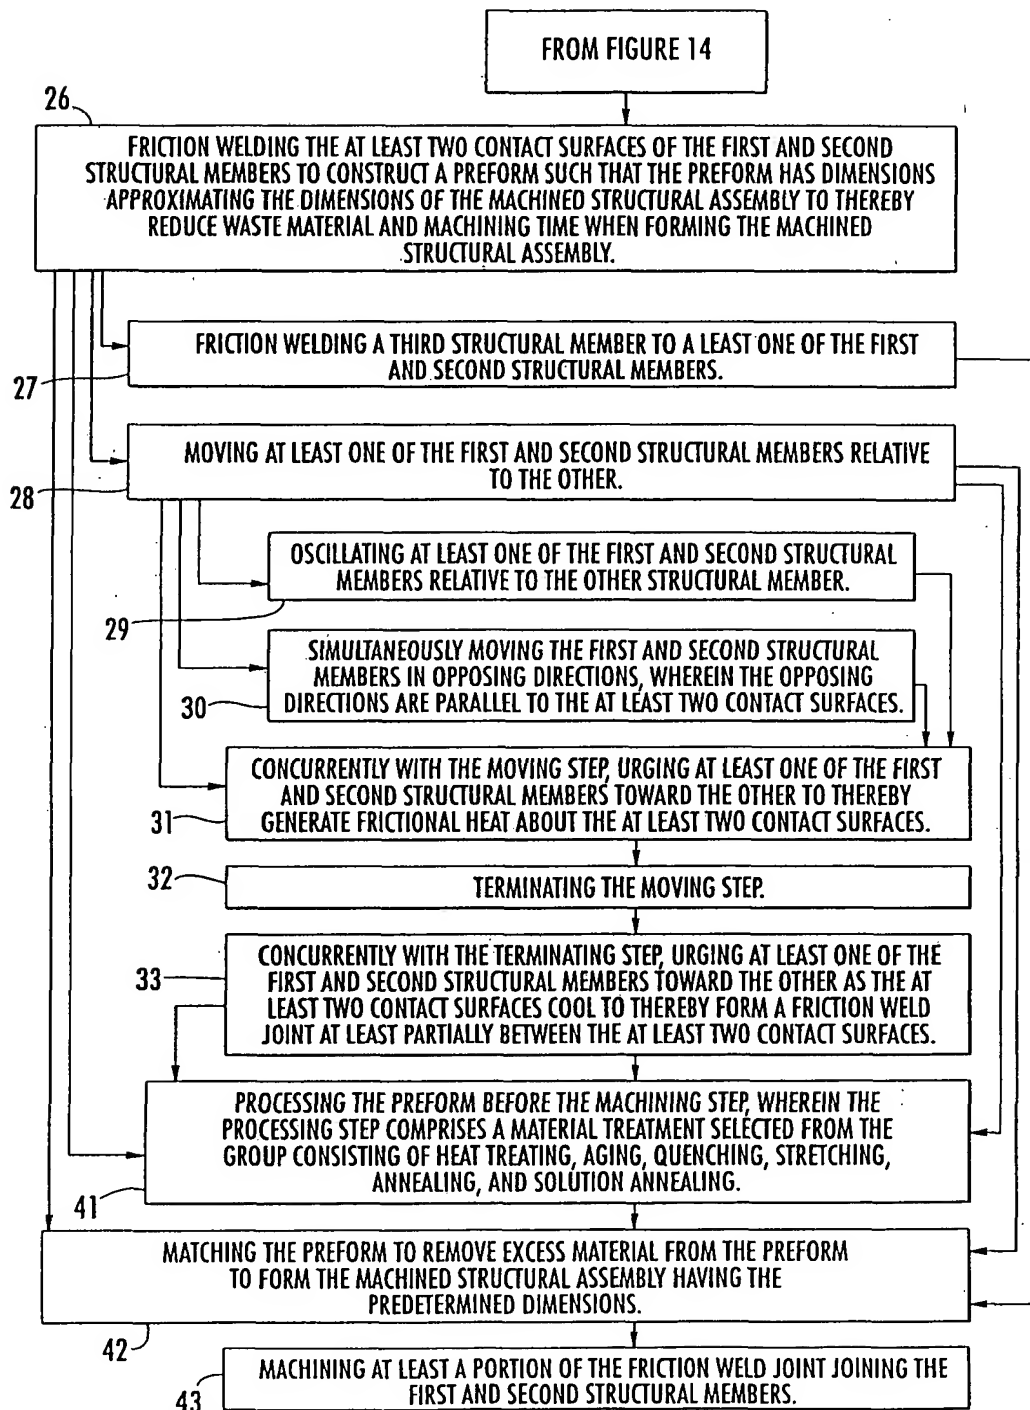 FROM FIGURE 14
26
FRICTION WELDING THE AT LEAST TWO CONTACT SURFACES OF THE FIRST AND SECOND
STRUCTURAL MEMBERS TO CONSTRUCT A PREFORM SUCH THAT THE PREFORM HAS DIMENSIONS
APPROXIMATING THE DIMENSIONS OF THE MACHINED STRUCTURAL ASSEMBLY TO THEREBY
REDUCE WASTE MATERIAL AND MACHINING TIME WHEN FORMING THE MACHINED
STRUCTURAL ASSEMBLY.
FRICTION WELDING A THIRD STRUCTURAL MEMBER TO A LEAST ONE OF THE FIRST
AND SECOND STRUCTURAL MEMBERS.
27
MOVING AT LEAST ONE OF THE FIRST AND SECOND STRUCTURAL MEMBERS RELATIVE
TO THE OTHER.
28
OSCILLATING AT LEAST ONE OF THE FIRST AND SECOND STRUCTURAL
MEMBERS RELATIVE TO THE OTHER STRUCTURAL MEMBER.
29
SIMULTANEOUSLY MOVING THE FIRST AND SECOND STRUCTURAL
MEMBERS IN OPPOSING DIRECTIONS, WHEREIN THE OPPOSING
DIRECTIONS ARE PARALLEL TO THE AT LEAST TWO CONTACT SURFACES.
30
CONCURRENTLY WITH THE MOVING STEP, URGING AT LEAST ONE OF THE FIRST
AND SECOND STRUCTURAL MEMBERS TOWARD THE OTHER TO THEREBY
GENERATE FRICTIONAL HEAT ABOUT THE AT LEAST TWO CONTACT SURFACES.
31
32
TERMINATING THE MOVING STEP.
CONCURRENTLY WITH THE TERMINATING STEP, URGING AT LEAST ONE OF THE
FIRST AND SECOND STRUCTURAL MEMBERS TOWARD THE OTHER AS THE AT
LEAST TWO CONTACT SURFACES COOL TO THEREBY FORM A FRICTION WELD
JOINT AT LEAST PARTIALLY BETWEEN THE AT LEAST TWO CONTACT SURFACES.
33
PROCESSING THE PREFORM BEFORE THE MACHINING STEP, WHEREIN THE
PROCESSING STEP COMPRISES A MATERIAL TREATMENT SELECTED FROM THE
GROUP CONSISTING OF HEAT TREATING, AGING, QUENCHING, STRETCHING,
ANNEALING, AND SOLUTION ANNEALING.
41
MATCHING THE PREFORM TO REMOVE EXCESS MATERIAL FROM THE PREFORM
TO FORM THE MACHINED STRUCTURAL ASSEMBLY HAVING THE
PREDETERMINED DIMENSIONS.
42
MACHINING AT LEAST A PORTION OF THE FRICTION WELD JOINT JOINING THE
FIRST AND SECOND STRUCTURAL MEMBERS.
43